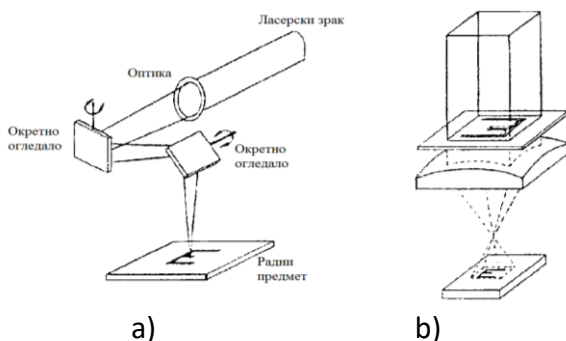 Ласерски зрак
Оптика
Окретно
огледало
Окретно
огледало
Радни
предмет
a)
b)